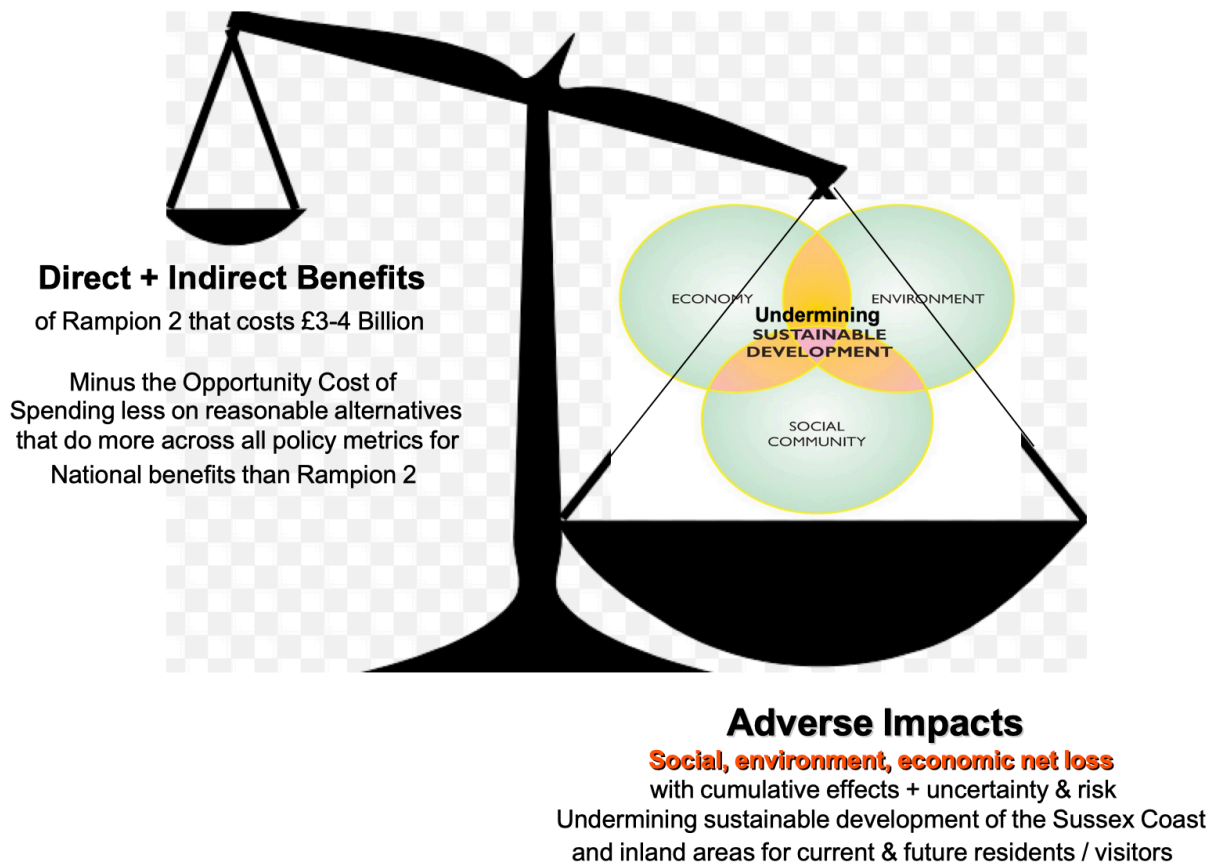 Direct + Indirect Benefits
of Rampion 2 that costs £3-4 Billion
Minus the Opportunity Cost of
Spending less on reasonable alternatives
that do more across all policy metrics for
National benefits than Rampion 2
ECONOMY
ENVIRONMENT
Undermining
SUSTAINABLE
DEVELOPMENT
SOCIAL
COMMUNITY
Adverse Impacts
Social, environment, economic net loss
with cumulative effects + uncertainty & risk
Undermining sustainable development of the Sussex Coast
and inland areas for current & future residents / visitors